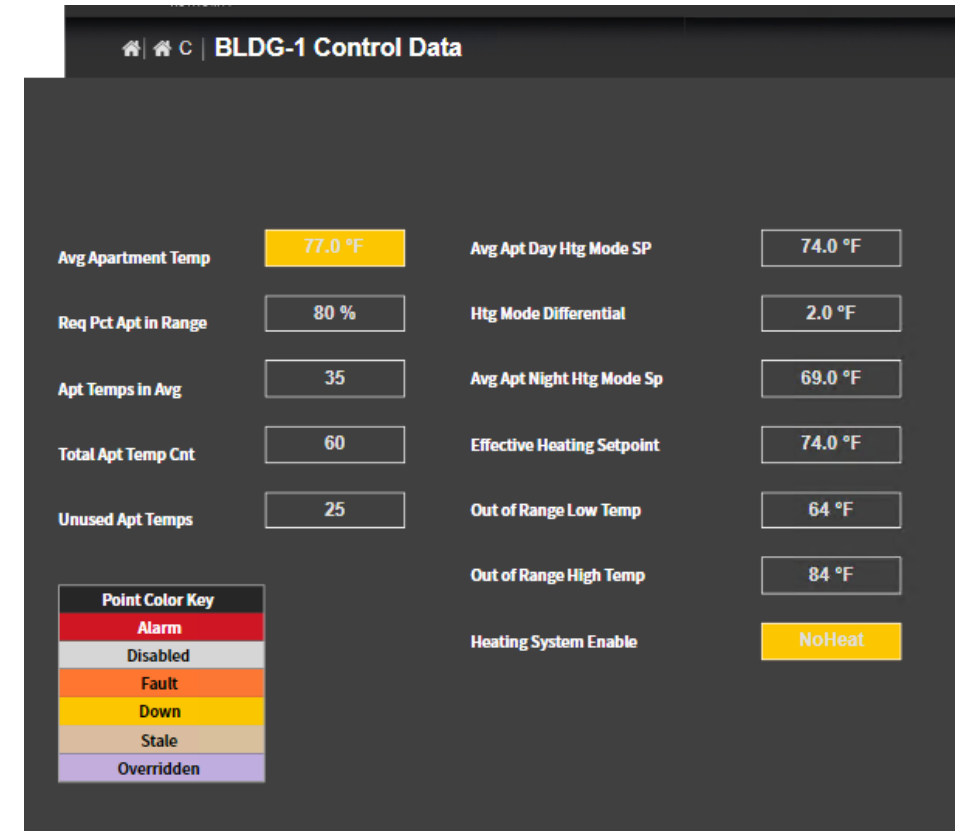 C | BLDG-1 Control Data
Avg Apartment Temp 77.0 °F
Req Pct Apt in Range 80 %
Apt Temps in Avg 35
Total Apt Temp Cnt 60
Unused Apt Temps 25
Avg Apt Day Htg Mode SP 74.0 °F
Htg Mode Differential 2.0 °F
Avg Apt Night Htg Mode Sp 69.0 °F
Effective Heating Setpoint 74.0 °F
Out of Range Low Temp 64 °F
Out of Range High Temp 84 °F
Heating System Enable NoHeat
Point Color Key
Alarm
Disabled
Fault
Down
Stale
Overridden